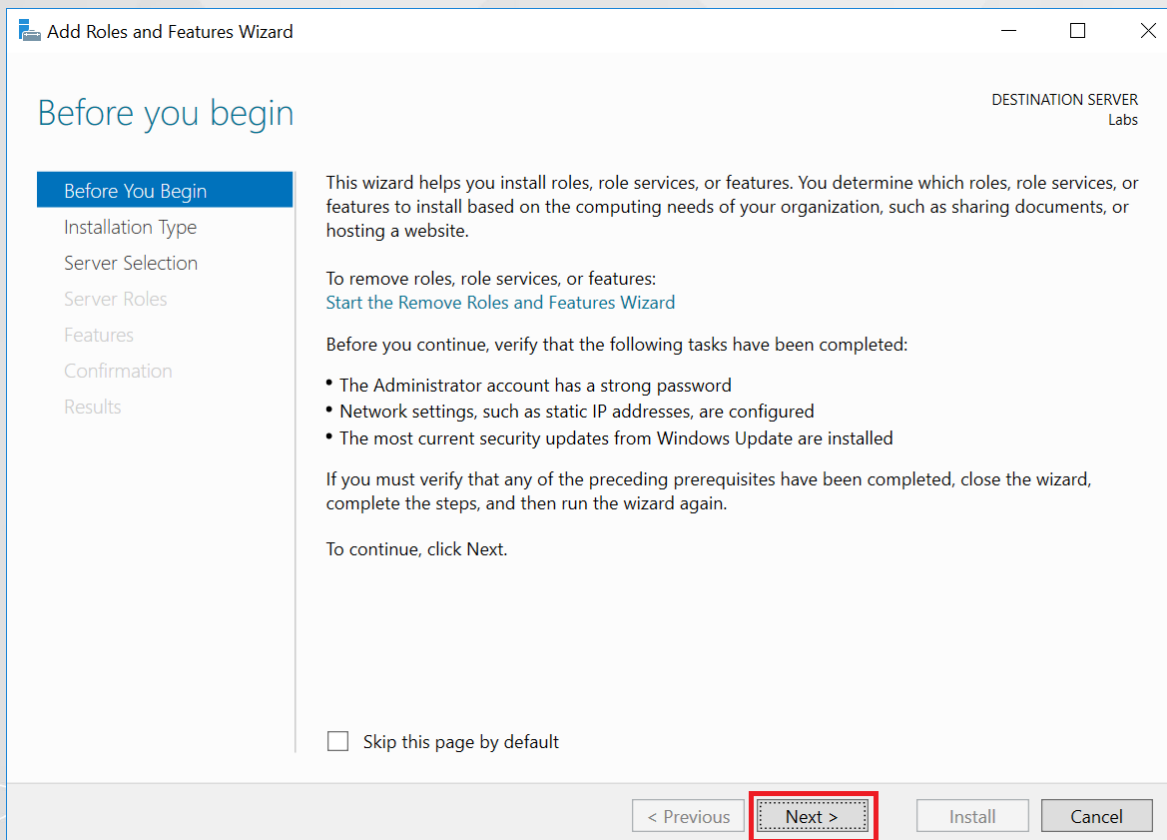 Add Roles and Features Wizard
Before you begin
DESTINATION SERVER
Labs
Before You Begin
Installation Type
Server Selection
Server Roles
Features
Confirmation
Results
This wizard helps you install roles, role services, or features. You determine which roles, role services, or
features to install based on the computing needs of your organization, such as sharing documents, or
hosting a website.
To remove roles, role services, or features:
Start the Remove Roles and Features Wizard
Before you continue, verify that the following tasks have been completed:
• The Administrator account has a strong password
• Network settings, such as static IP addresses, are configured
• The most current security updates from Windows Update are installed
If you must verify that any of the preceding prerequisites have been completed, close the wizard,
complete the steps, and then run the wizard again.
To continue, click Next.
Skip this page by default
< Previous
Next >
Install
Cancel